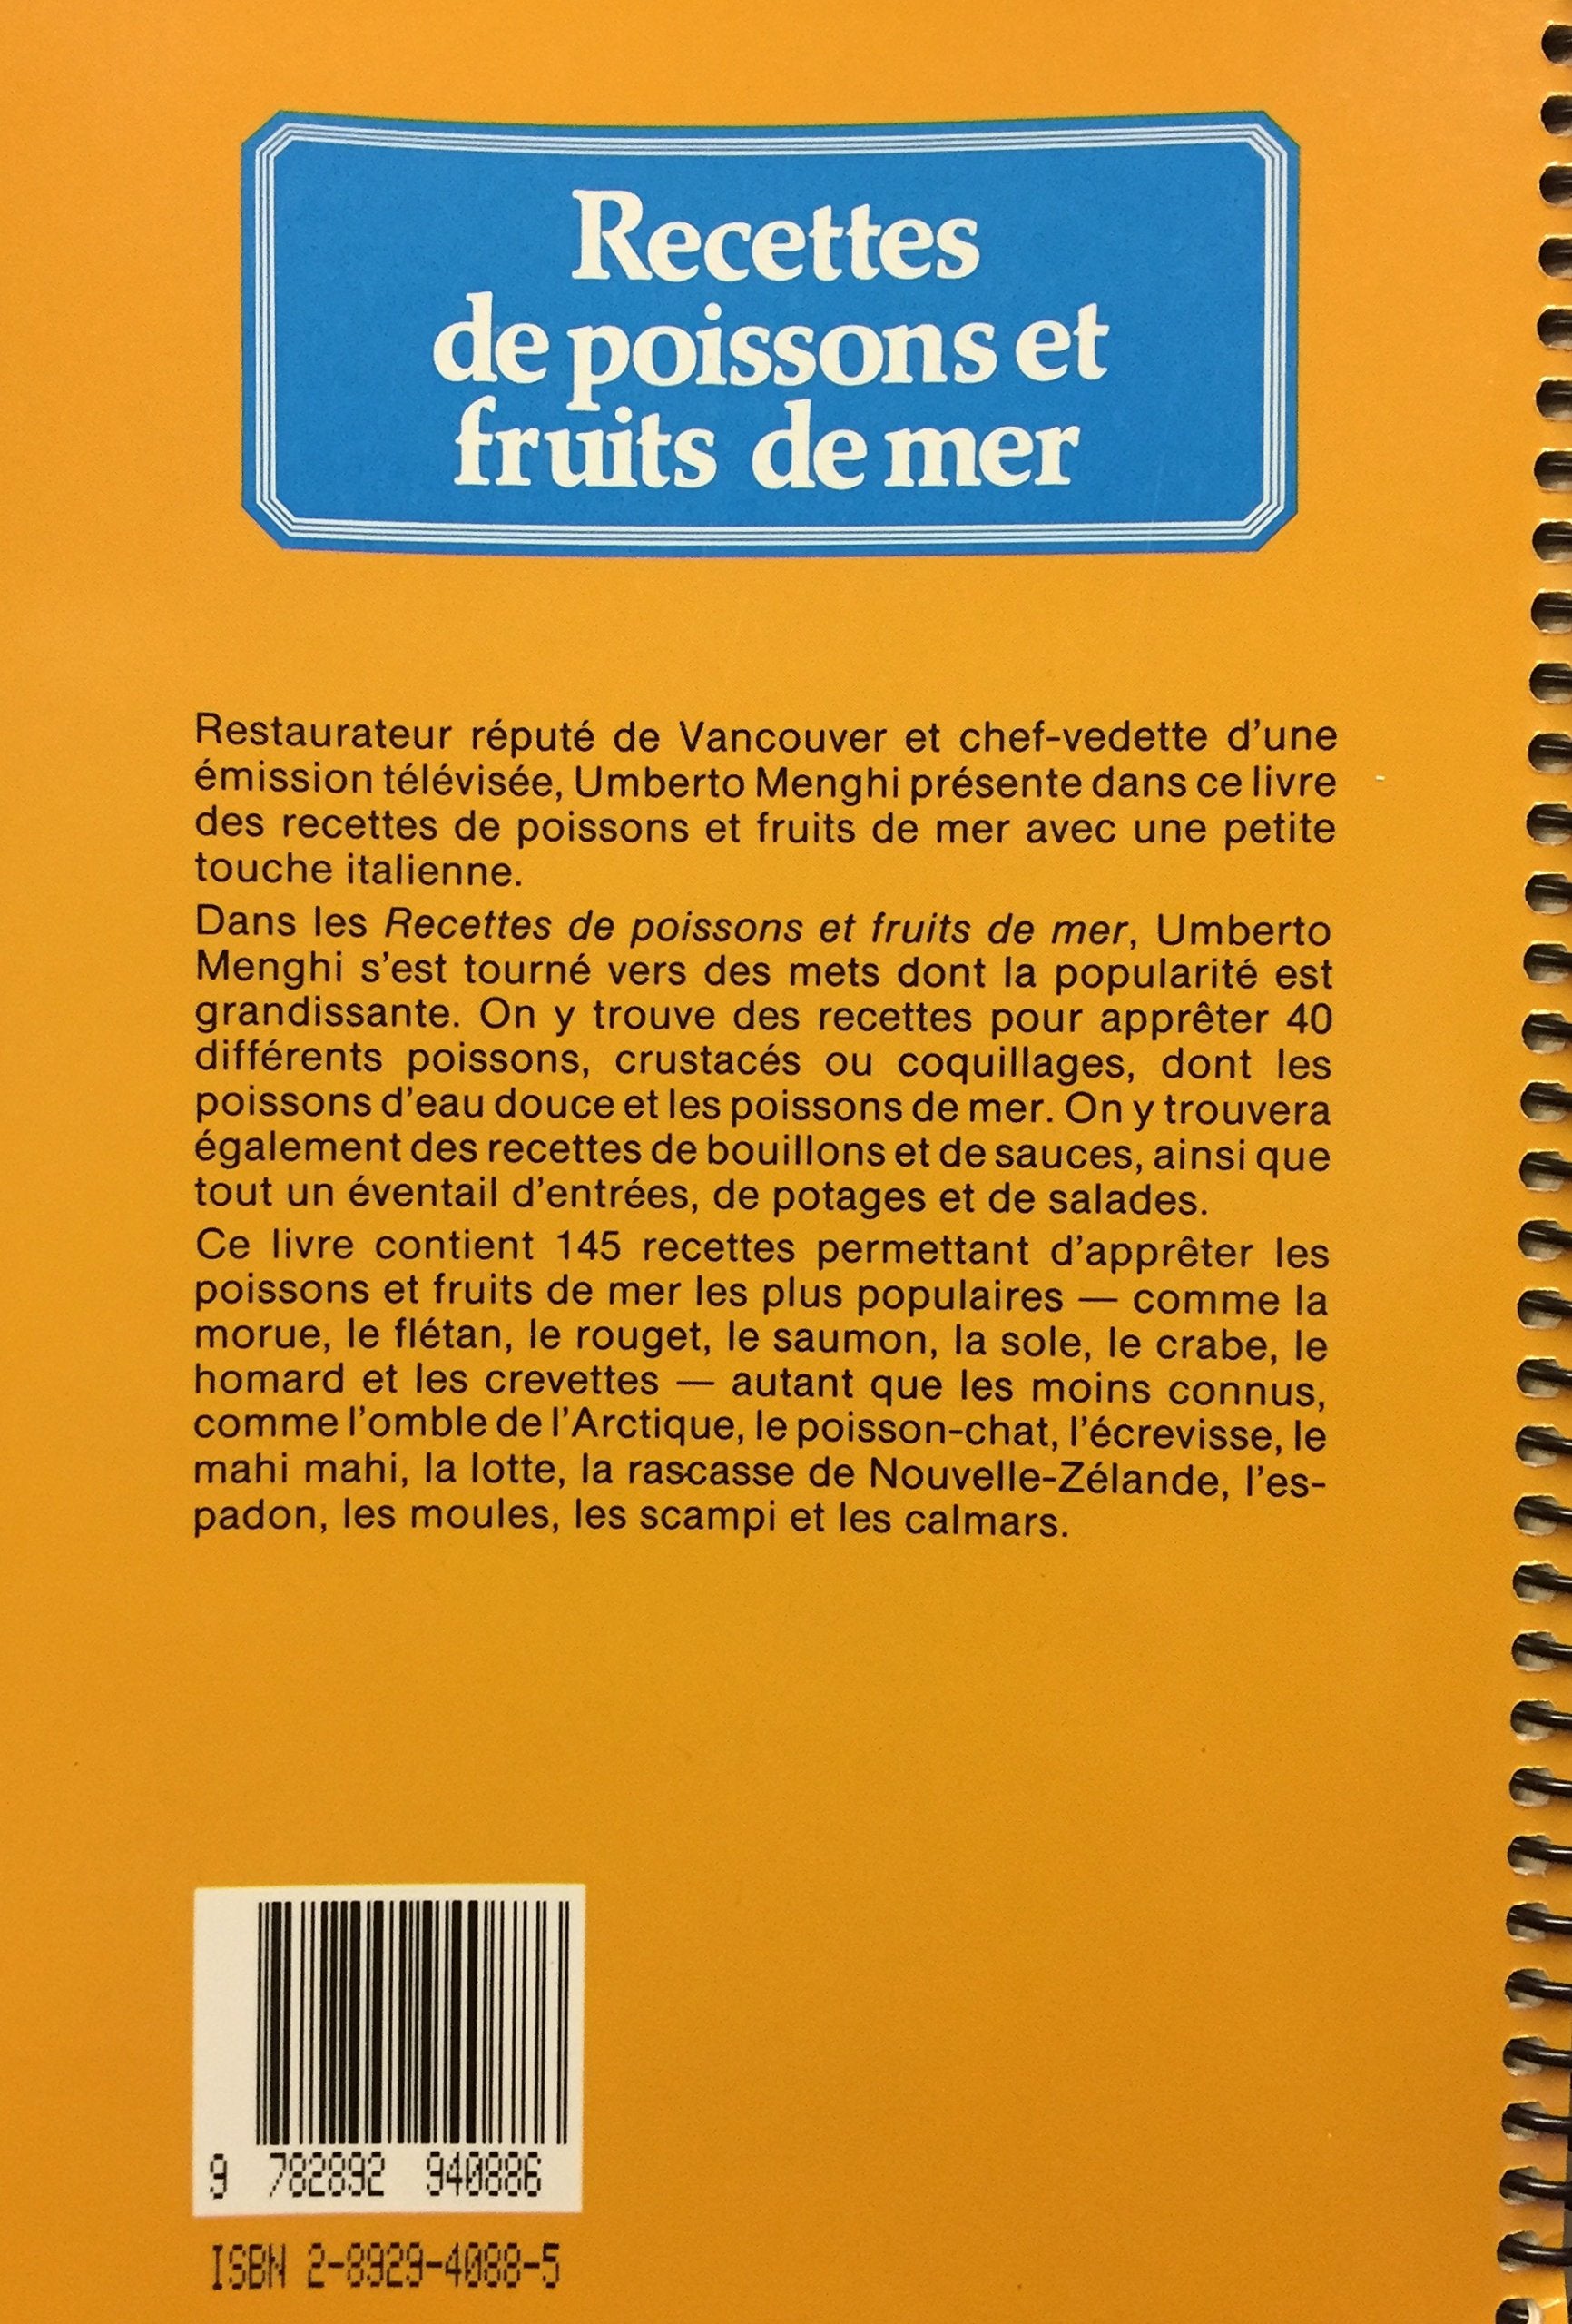 Recettes
de poissons et
fruits de mer
Restaurateur réputé de Vancouver et chef-vedette d'une
émission télévisée, Umberto Menghi présente dans ce livre
des recettes de poissons et fruits de mer avec une petite
touche italienne.
Dans les Recettes de poissons et fruits de mer, Umberto
Menghi s'est tourné vers des mets dont la popularité est
grandissante. On y trouve des recettes pour apprêter 40
différents poissons, crustacés ou coquillages, dont les
poissons d'eau douce et les poissons de mer. On y trouvera
également des recettes de bouillons et de sauces, ainsi que
tout un éventail d'entrées, de potages et de salades.
Ce livre contient 145 recettes permettant d'apprêter les
poissons et fruits de mer les plus populaires — comme la
morue, le flétan, le rouget, le saumon, la sole, le crabe, le
homard et les crevettes — autant que les moins connus,
comme l'omble de l'Arctique, le poisson-chat, l'écrevisse, le
mahi mahi, la lotte, la rascasse de Nouvelle-Zélande, l'es-
padon, les moules, les scampi et les calmars.
9 782892 940886
ISBN 2-8929-4088-5